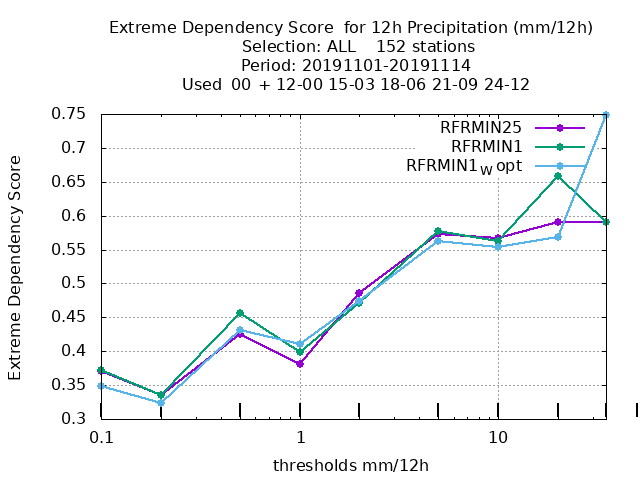 Extreme Dependency Score  for 12h Precipitation (mm/12h)
Selection: ALL    152 stations
Period: 20191101-20191114
Used  00 + 12-00 15-03 18-06 21-09 24-12
RFRMIN25
RFRMIN1
RFRMIN1W opt
Extreme Dependency Score
0.75
0.7
0.65
0.6
0.55
0.5
0.45
0.4
0.35
0.3
0.1 1 10
thresholds mm/12h